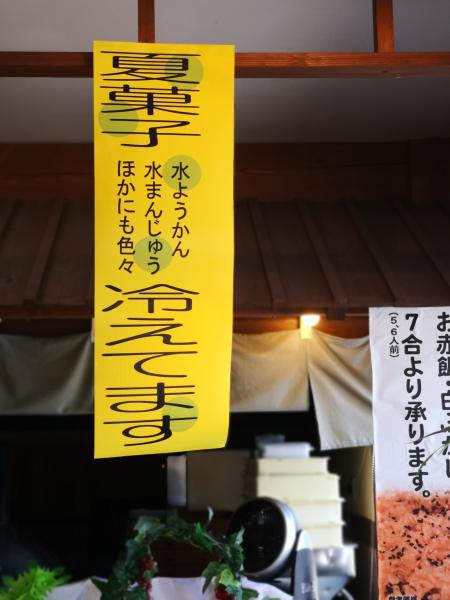 夏菓子
水ようかん
水まんじゅう
ほかにも色々
冷えてます
7合より承ります。
(5、6人前)